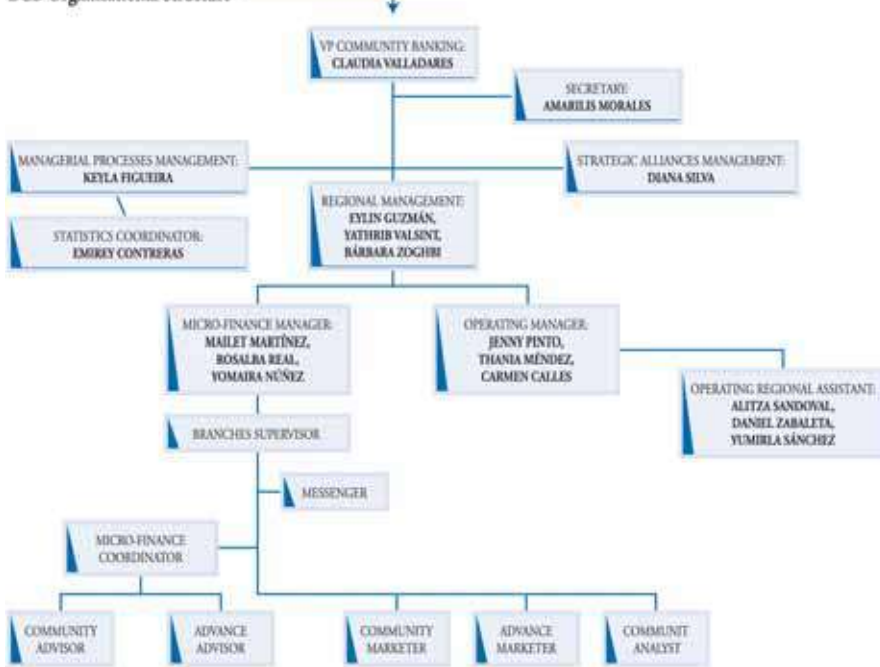 VP COMMUNITY BANKING:
CLAUDIA VALLADARES
SECRETARY:
AMARILIS MORALES
MANAGERIAL PROCESSES MANAGEMENT:
KEYLA FIGUEIRA
STRATEGIC ALLIANCES MANAGEMENT:
DIANA SILVA
REGIONAL MANAGEMENT:
EYLIN GUZMÁN,
YATHRIB VALSINT,
BÁRBARA ZOGHBI
STATISTICS COORDINATOR:
EMIREY CONTRERAS
MICRO-FINANCE MANAGER:
MAILET MARTÍNEZ,
ROSALBA REAL,
YOMAIRA NÚÑEZ
OPERATING MANAGER:
JENNY PINTO,
THANIA MÉNDEZ,
CARMEN CALLES
OPERATING REGIONAL ASSISTANT:
ALITZA SANDOVAL,
DANIEL ZABALETA,
YUMIRLA SÁNCHEZ
BRANCHES SUPERVISOR
MESSENGER
MICRO-FINANCE
COORDINATOR
COMMUNITY
ADVISOR
ADVANCE
ADVISOR
COMMUNITY
MARKETER
ADVANCE
MARKETER
COMMUNIT
ANALYST